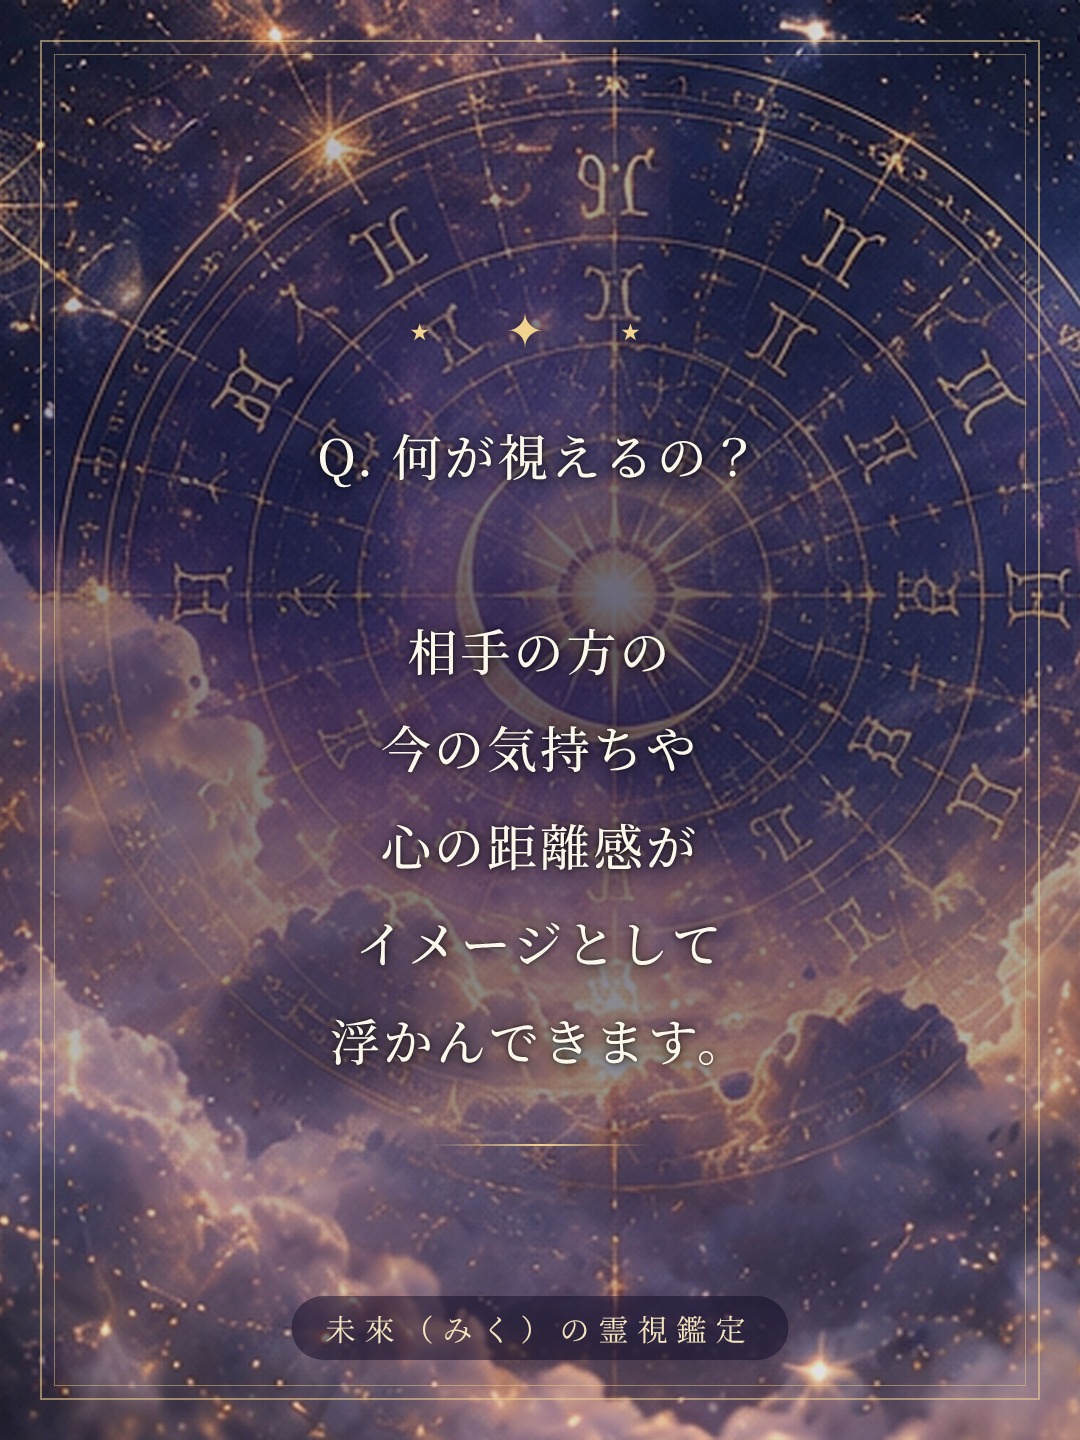 Q. 何が視えるの？
相手の方の
今の気持ちや
心の距離感が
イメージとして
浮かんできます。
未來（みく）の霊視鑑定